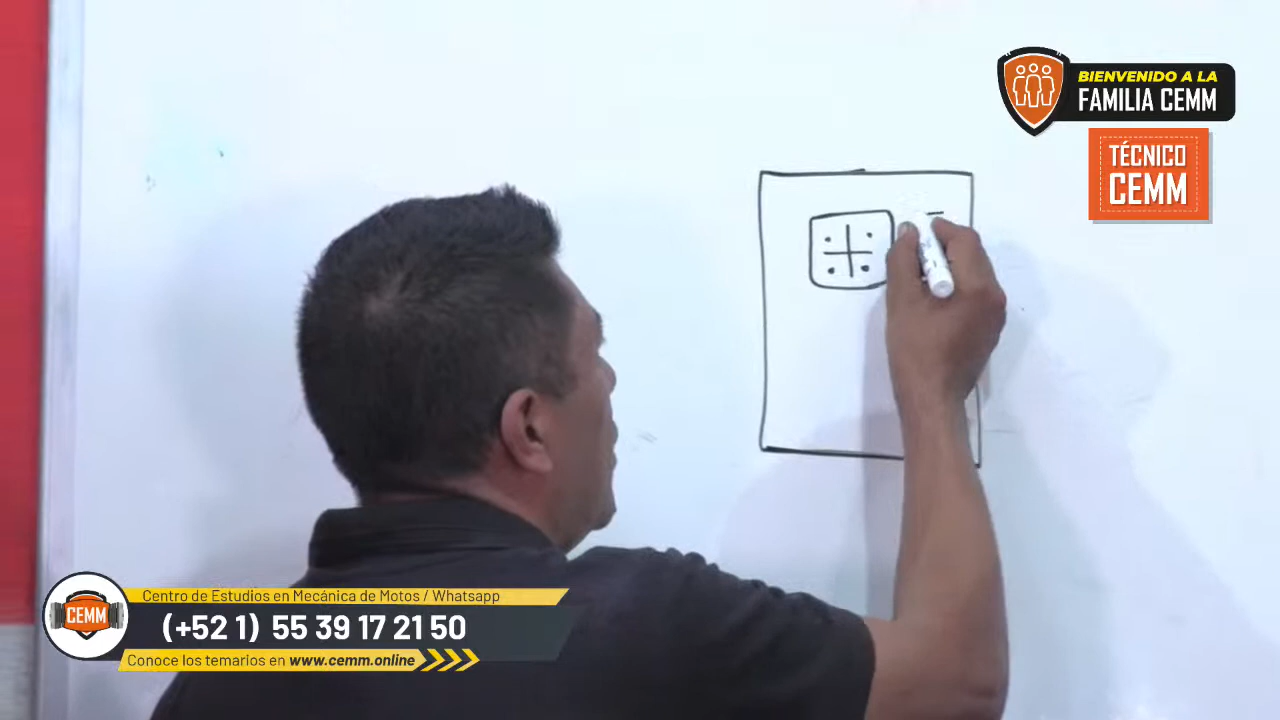 BIENVENIDO A LA
FAMILIA CEMM
TÉCNICO
CEMM
Centro de Estudios en Mecánica de Motos / Whatsapp
CEMM
(+52 1) 55 39 17 21 50
Conoce los temarios en www.cemm.online